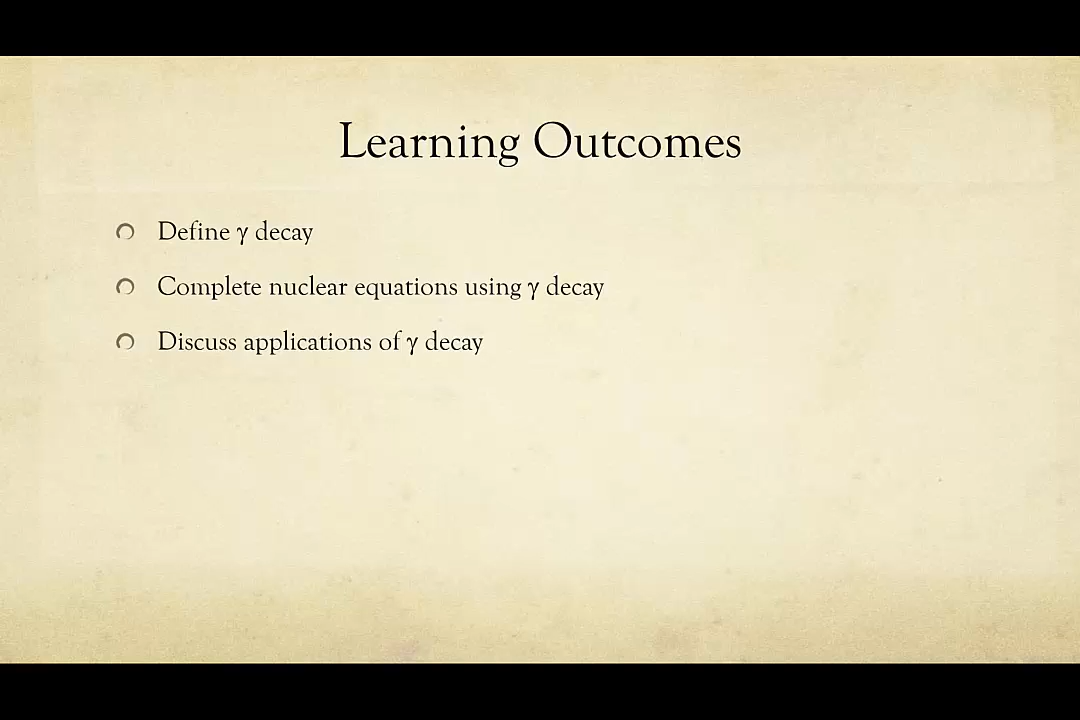 Learning Outcomes
Define γ decay
Complete nuclear equations using γ decay
Discuss applications of γ decay